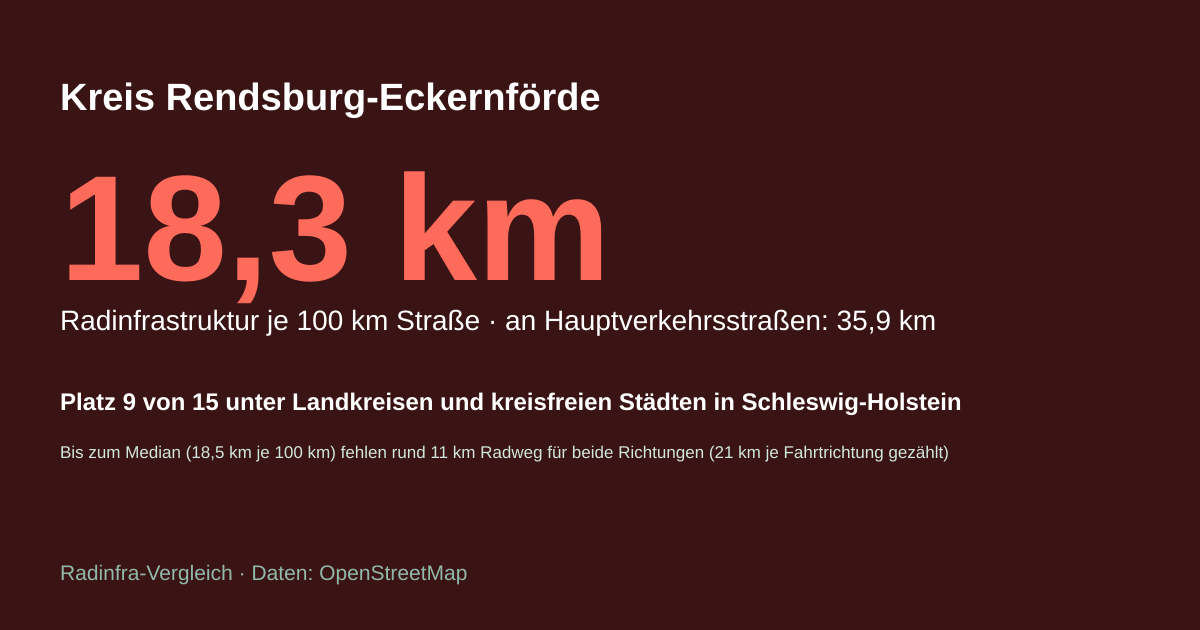 Kreis Rendsburg-Eckernförde
18,3 km
Radinfrastruktur je 100 km Straße · an Hauptverkehrsstraßen: 35,9 km
Platz 9 von 15 unter Landkreisen und kreisfreien Städten in Schleswig-Holstein
Bis zum Median (18,5 km je 100 km) fehlen rund 11 km Radweg für beide Richtungen (21 km je Fahrtrichtung gezählt)
Radinfra-Vergleich · Daten: OpenStreetMap